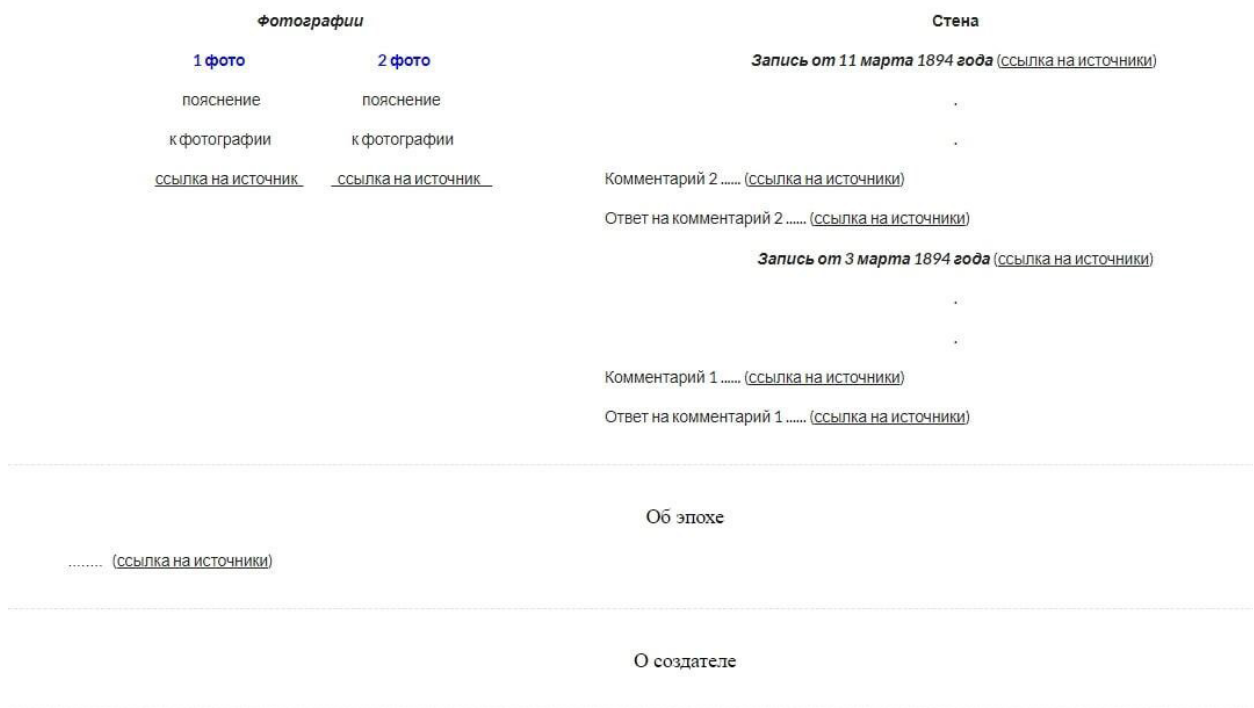 Фотографии
1 фото 2 фото
пояснение пояснение
к фотографии к фотографии
ссылка на источник ссылка на источник
Стена
Запись от 11 марта 1894 года (ссылка на источники)
.
.
Комментарий 2 ...... (ссылка на источники)
Ответ на комментарий 2 ...... (ссылка на источники)
Запись от 3 марта 1894 года (ссылка на источники)
.
.
Комментарий 1 ...... (ссылка на источники)
Ответ на комментарий 1 ...... (ссылка на источники)
Об эпохе
........ (ссылка на источники)
О создателе